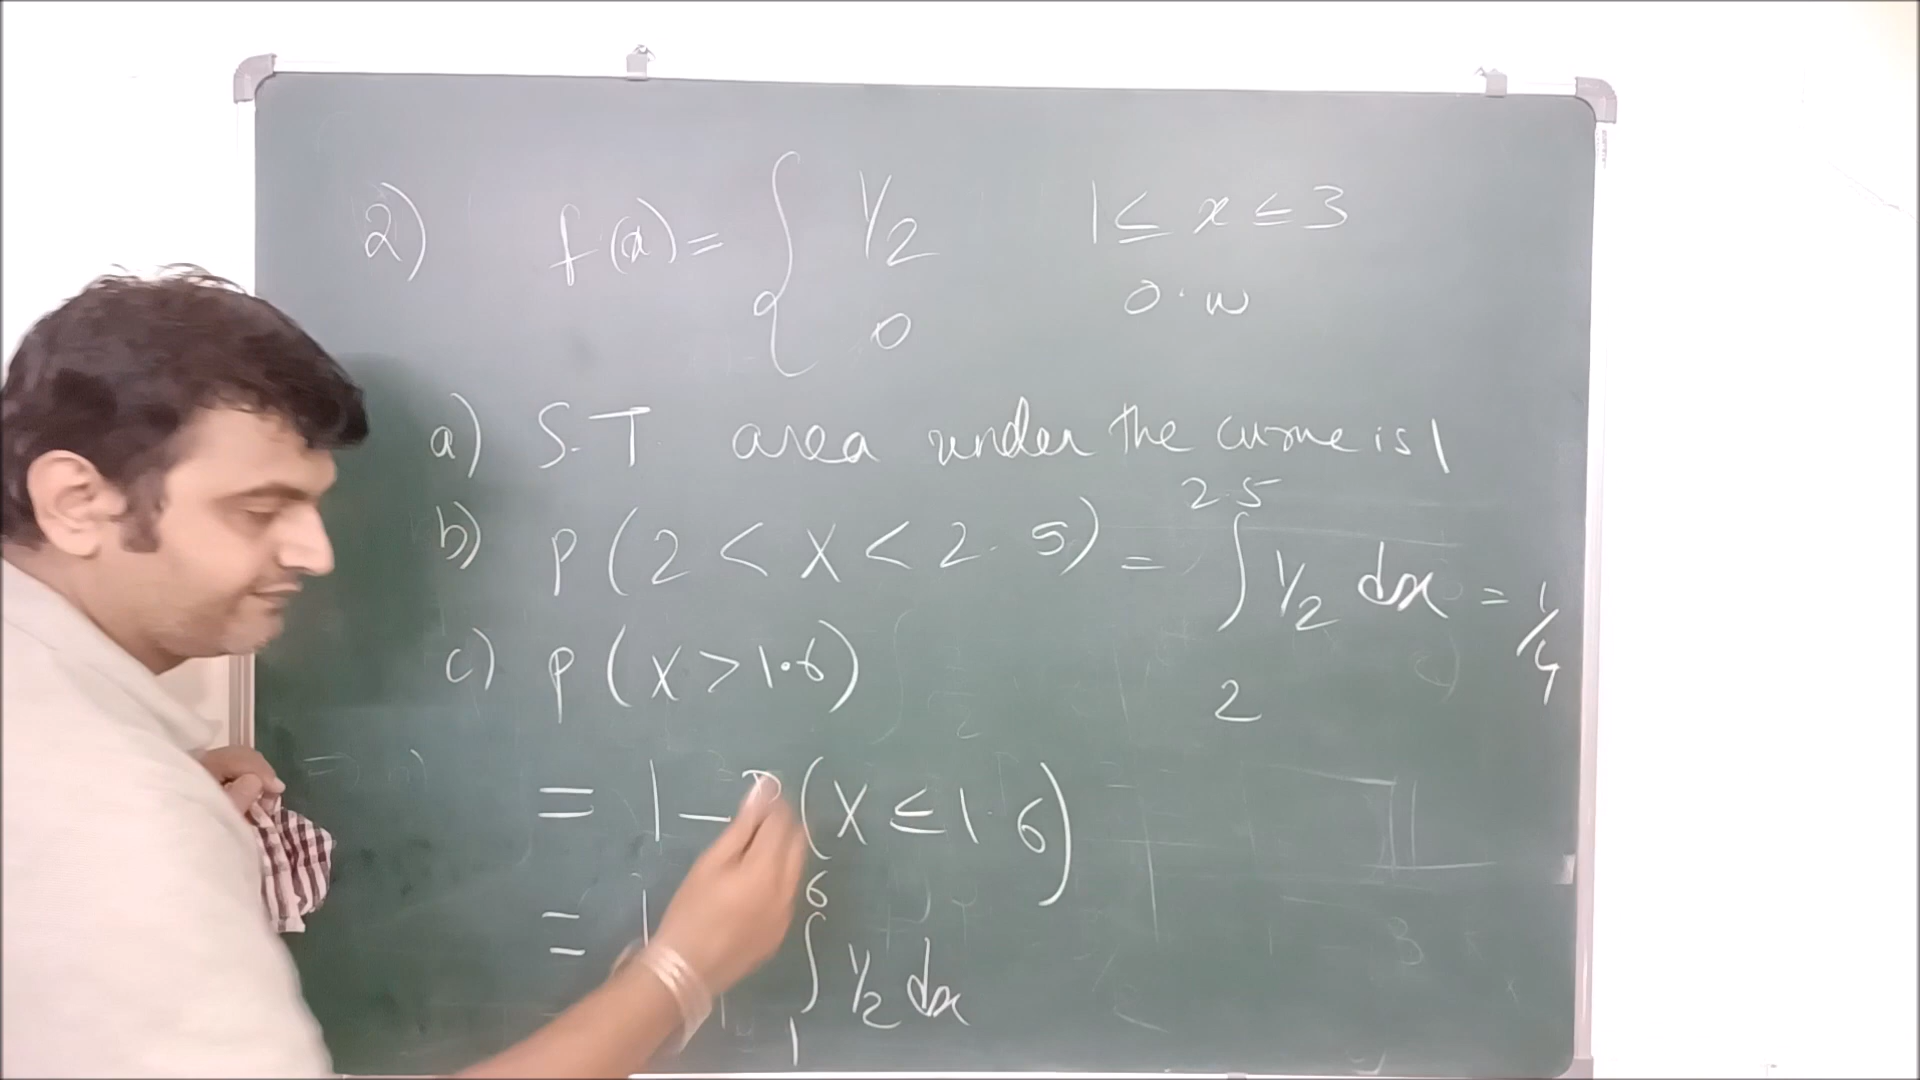 2) f(x) = { 1/2 1 ≤ x ≤ 3
0 0.w
a) S.T area under the curve is 1
b) P(2 < X < 2.5) = ∫ 2.5 2 1/2 dx = 1/4
c) P(X > 1.6)
= 1 - P(X ≤ 1.6)
= 1 ∫ 6 1 1/2 dx